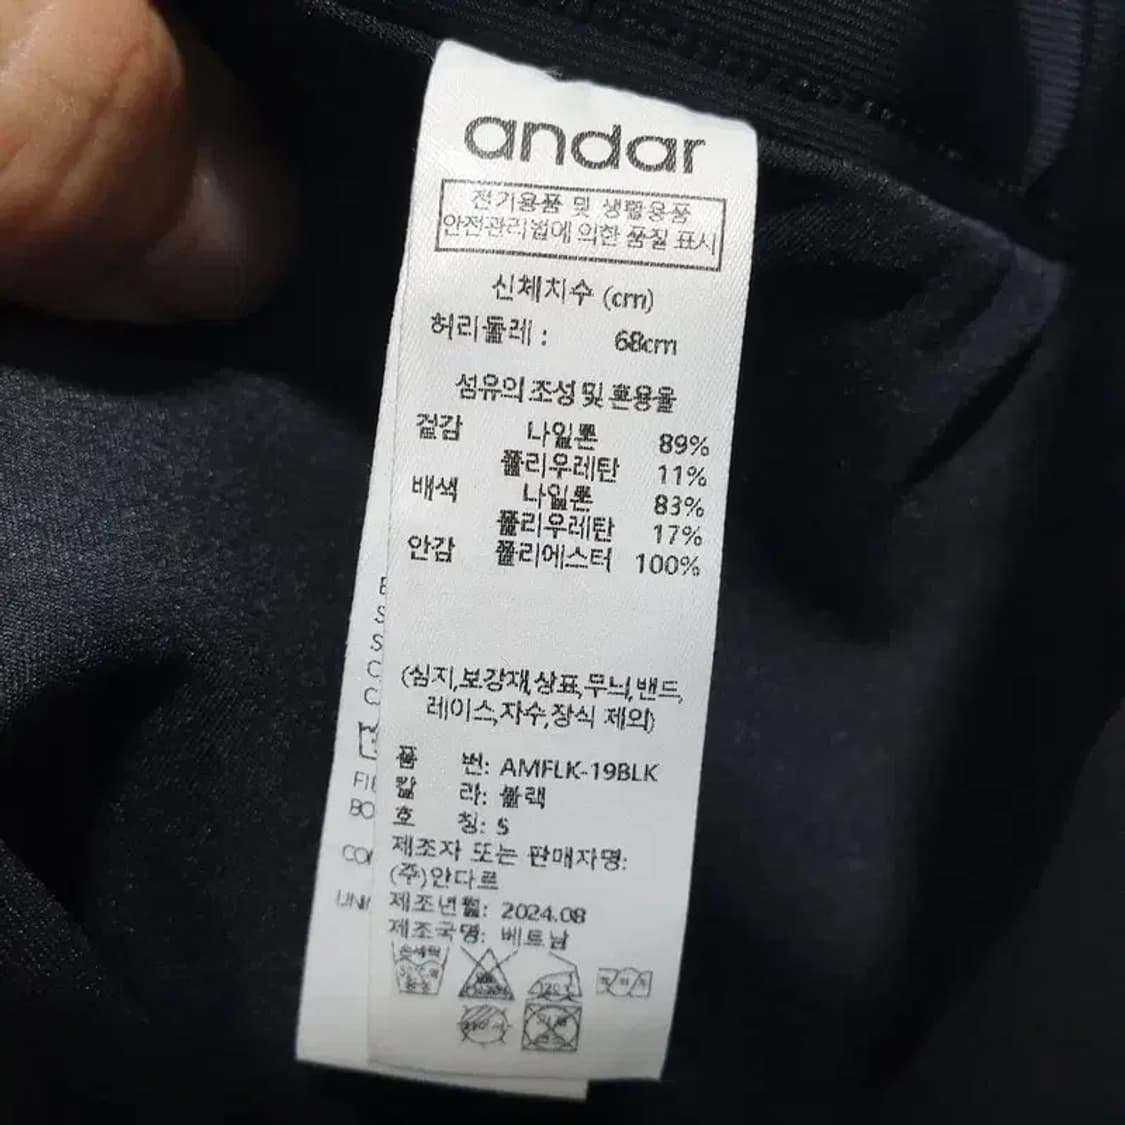 andar
전기용품 및 생활용품
안전관리법에 의한 품질 표시
신체치수 (cm)
허리둘레 : 68cm
섬유의 조성 및 혼용율
겉감 나일론 89%
폴리우레탄 11%
배색 나일론 83%
폴리우레탄 17%
안감 폴리에스터 100%
(심지,보강재,상표,무늬,밴드,
레이스,자수,장식 제외)
품 번: AMFLK-19BLK
칼 라: 블랙
호 칭: S
제조자 또는 판매자명:
(주)안다르
제조년월: 2024.08
제조국명: 베트남